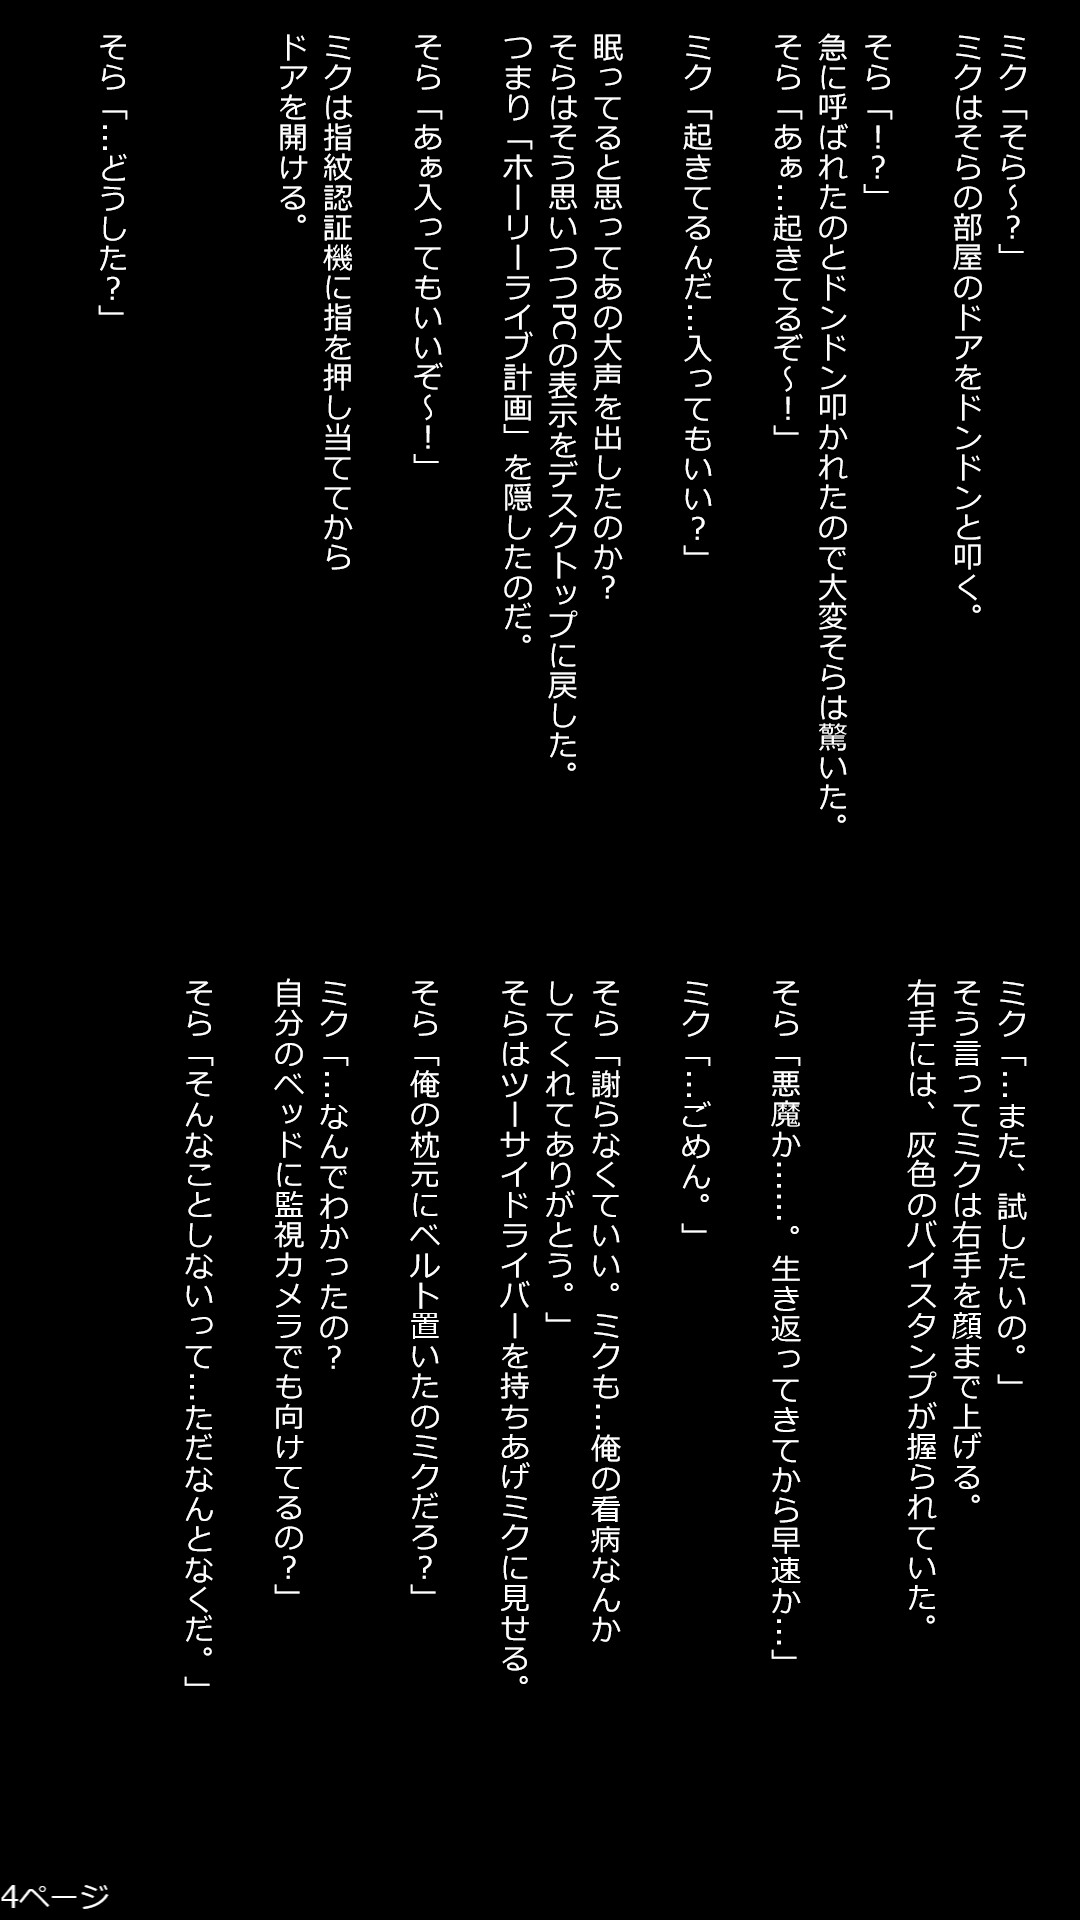 ミク「そら～？」
ミクはそらの部屋のドアをドンドンと叩く。
そら「！？」
急に呼ばれたのとドンドン叩かれたので大変そらは驚いた。
そら「あぁ…起きてるぞ～！」
ミク「起きてるんだ…入ってもいい？」
眠ってると思ってあの大声を出したのか？
そらはそう思いつつPCの表示をデスクトップに戻した。
つまり「ホーリーライブ計画」を隠したのだ。
そら「あぁ入ってもいいぞ～！」
ミクは指紋認証機に指を押し当ててから
ドアを開ける。
そら「…どうした？」
ミク「…また、試したいの。」
そう言ってミクは右手を顔まで上げる。
右手には、灰色のバイスタンプが握られていた。
そら「悪魔か……。生き返ってきてから早速か…」
ミク「…ごめん。」
そら「謝らなくていい。ミクも…俺の看病なんか
してくれてありがとう。」
そらはツーサイドライバーを持ちあげミクに見せる。
そら「俺の枕元にベルト置いたのミクだろ？」
ミク「…なんでわかったの？
自分のベッドに監視カメラでも向けてるの？」
そら「そんなことしないって…ただなんとなくだ。」
4ページ